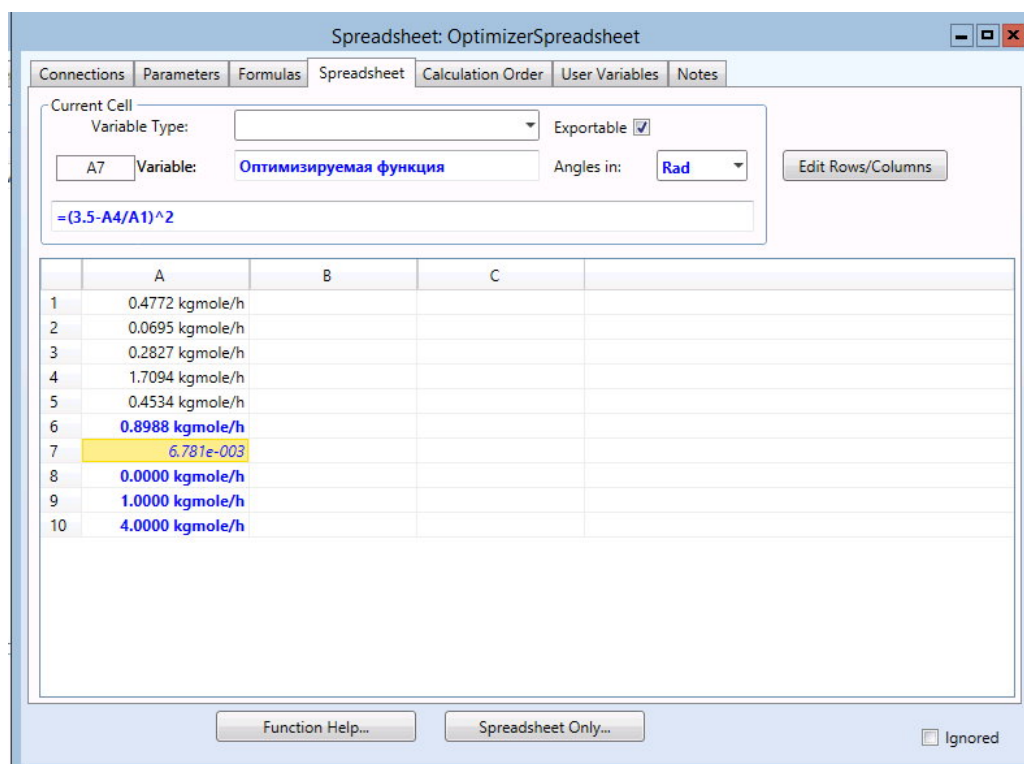 Spreadsheet: OptimizerSpreadsheet
Connections Parameters Formulas Spreadsheet Calculation Order User Variables Notes
Current Cell
Variable Type: Exportable
A7 Variable: Оптимизируемая функция Angles in: Rad Edit Rows/Columns
=(3.5-A4/A1)^2
A B C
1 0.4772 kgmole/h
2 0.0695 kgmole/h
3 0.2827 kgmole/h
4 1.7094 kgmole/h
5 0.4534 kgmole/h
6 0.8988 kgmole/h
7 6.781e-003
8 0.0000 kgmole/h
9 1.0000 kgmole/h
10 4.0000 kgmole/h
Function Help... Spreadsheet Only... Ignored